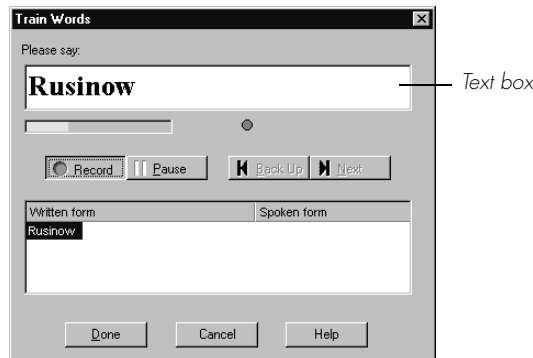 Train Words
Please say:
Rusinow
Text box
Record Pause Back Up Next
Written form Spoken form
Rusinow
Done Cancel Help